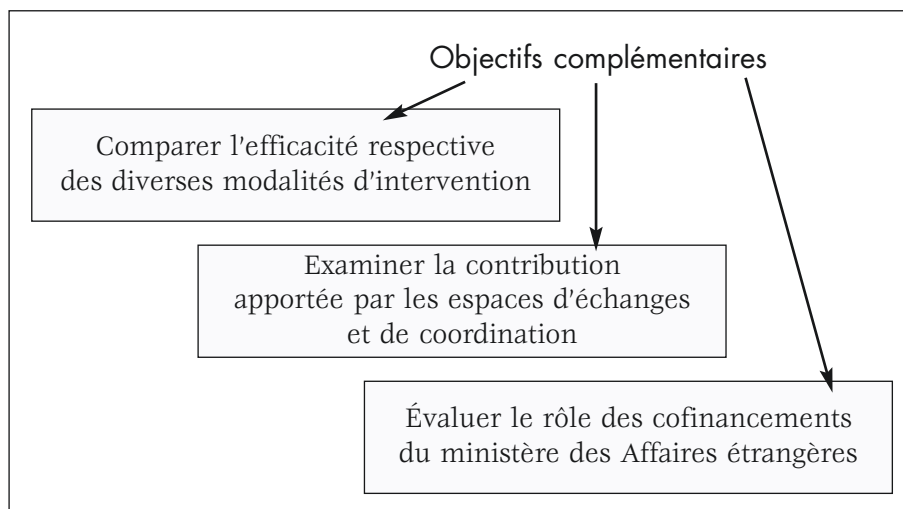 Objectifs complémentaires
Comparer l'efficacité respective
des diverses modalités d'intervention
Examiner la contribution
apportée par les espaces d'échanges
et de coordination
Évaluer le rôle des cofinancements
du ministère des Affaires étrangères